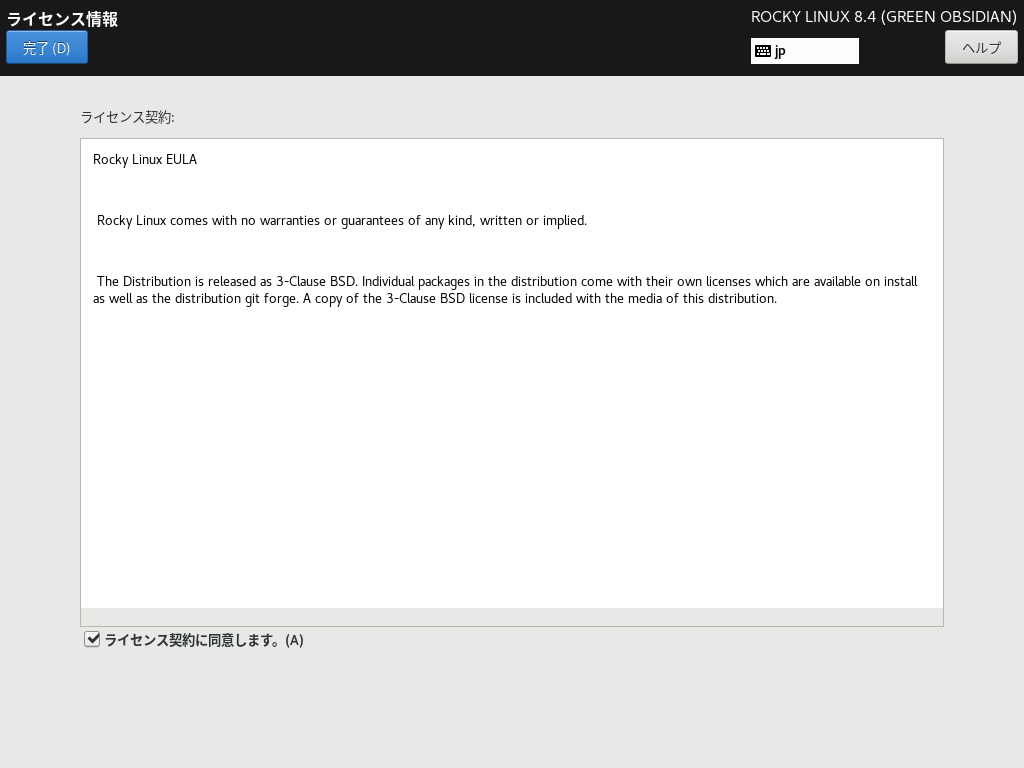 ライセンス情報
ROCKY LINUX 8.4 (GREEN OBSIDIAN)
完了 (D)
jp
ヘルプ
ライセンス契約:
Rocky Linux EULA
Rocky Linux comes with no warranties or guarantees of any kind, written or implied.
The Distribution is released as 3-Clause BSD. Individual packages in the distribution come with their own licenses which are available on install
as well as the distribution git forge. A copy of the 3-Clause BSD license is included with the media of this distribution.
ライセンス契約に同意します。(A)